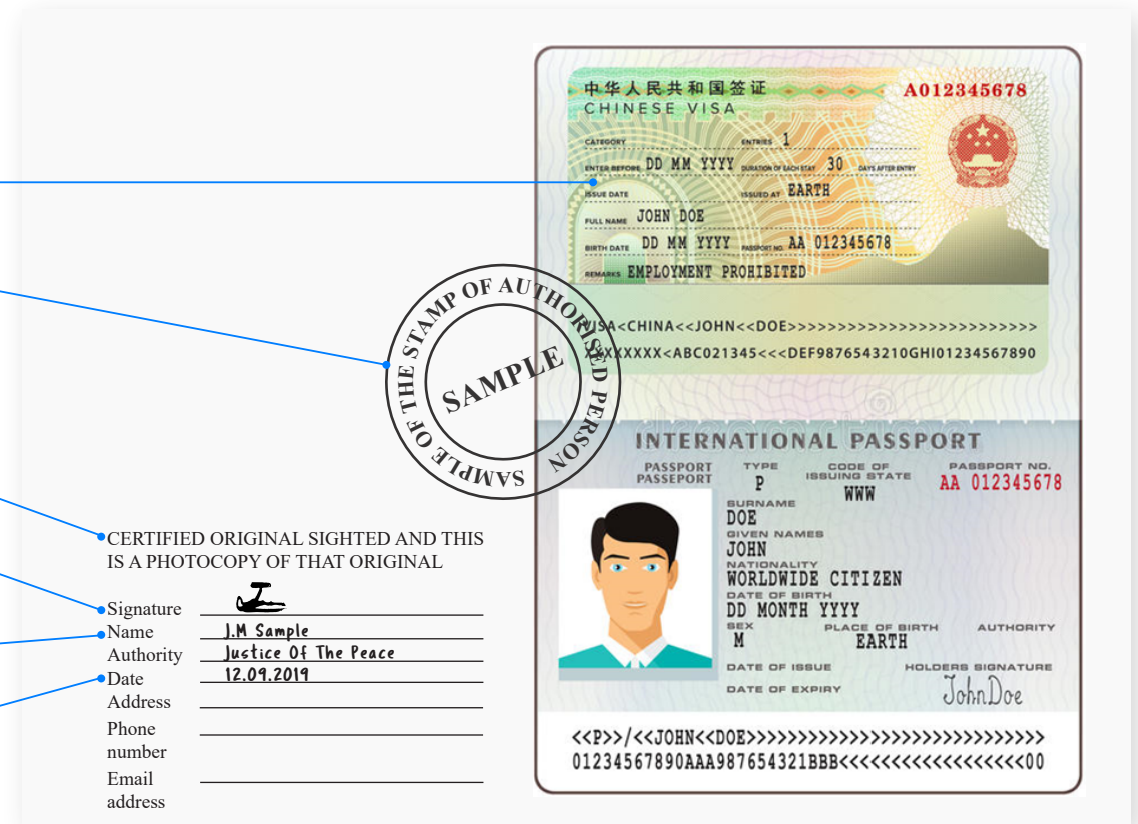 中华人民共和国签证
CHINESE VISA
A012345678
CATEGORY
ENTRIES 1
ENTER BEFORE DD MM YYYY DURATION OF EACH STAY 30 DAYS AFTER ENTRY
ISSUE DATE ISSUED AT EARTH
FULL NAME JOHN DOE
BIRTH DATE DD MM YYYY PASSPORT NO. AA 012345678
REMARKS EMPLOYMENT PROHIBITED
VISA<CHINA<<JOHN<<DOE>>>>>>>>>>>>>>>>>>>>>>>>>
XXXXXXXX<ABC021345<<<DEF9876543210GHI01234567890
SAMPLE OF THE STAMP OF AUTHORISED PERSON
SAMPLE
INTERNATIONAL PASSPORT
PASSPORT TYPE CODE OF PASSPORT NO.
PASSEPORT P ISSUING STATE AA 012345678
WWW
SURNAME
DOE
GIVEN NAMES
JOHN
NATIONALITY
WORLDWIDE CITIZEN
DATE OF BIRTH
DD MONTH YYYY
SEX PLACE OF BIRTH AUTHORITY
M EARTH
DATE OF ISSUE HOLDERS SIGNATURE
DATE OF EXPIRY JohnDoe
<<P>>/<<JOHN<<DOE>>>>>>>>>>>>>>>>>>>>>>>>>>>>>
01234567890AAA987654321BBB<<<<<<<<<<<<<<<<<<00
CERTIFIED ORIGINAL SIGHTED AND THIS
IS A PHOTOCOPY OF THAT ORIGINAL
Signature
Name J.M Sample
Authority Justice Of The Peace
Date 12.09.2019
Address
Phone
number
Email
address